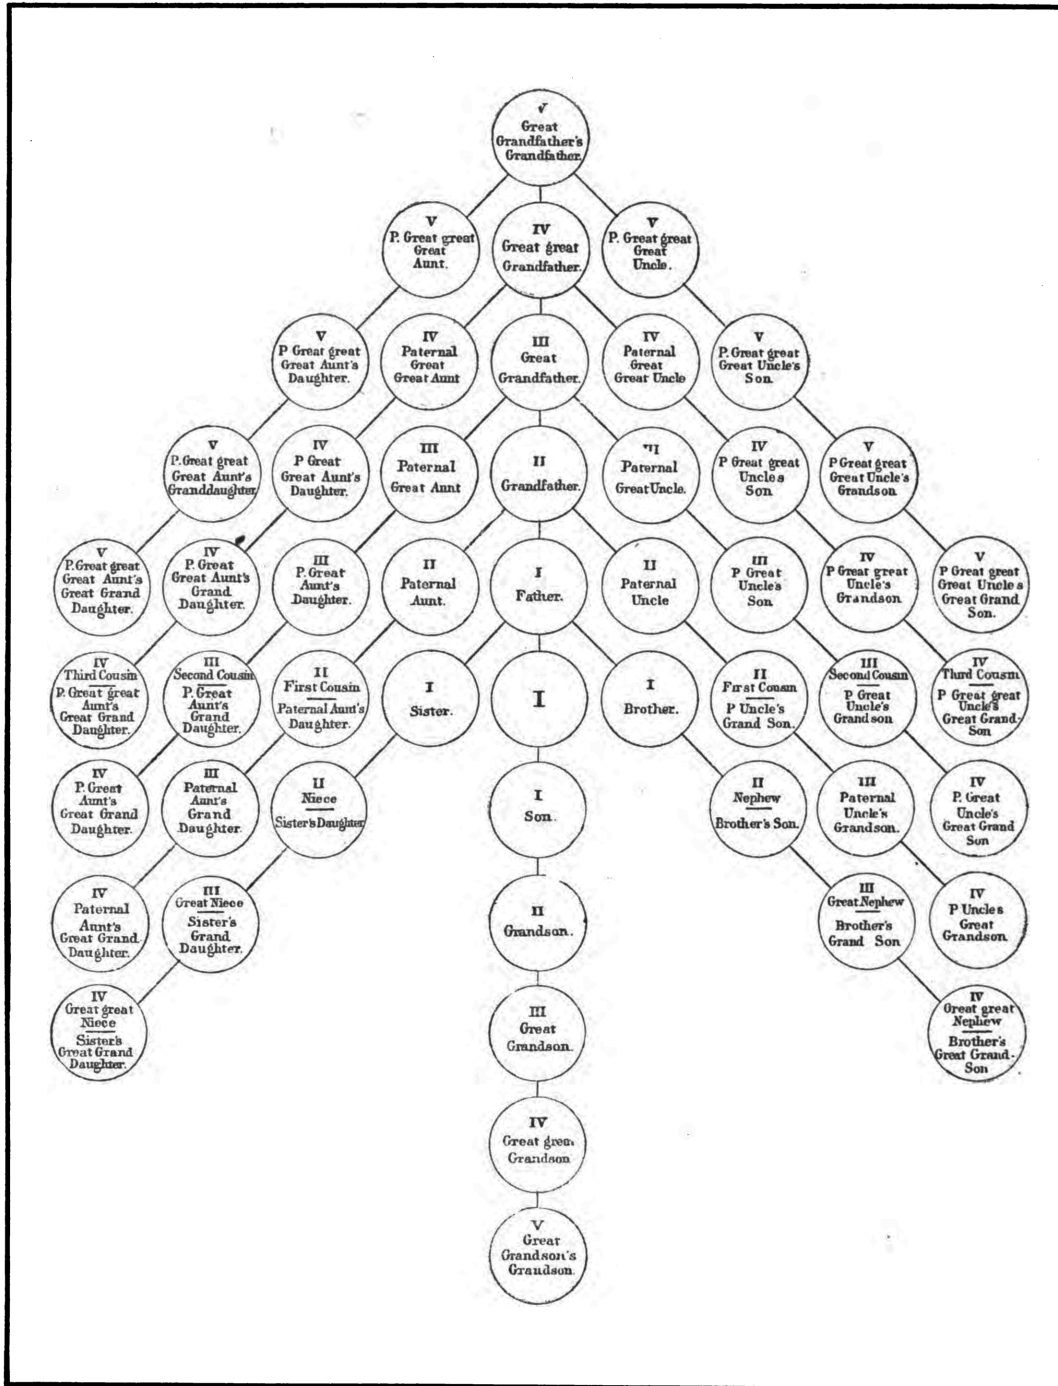 V
Great
Grandfather's
Grandfather.
V
P. Great great
Great
Aunt.
IV
Great great
Grandfather.
V
P. Great great
Great
Uncle.
V
P Great great
Great Aunt's
Daughter.
IV
Paternal
Great
Great Aunt
III
Great
Grandfather.
IV
Paternal
Great
Great Uncle
V
P. Great great
Great Uncle's
Son.
V
P. Great great
Great Aunt's
Granddaughter
IV
P Great
Great Aunt's
Daughter.
III
Paternal
Great Aunt
II
Grandfather.
Paternal
Great Uncle.
IV
P Great great
Uncles
Son
V
P Great great
Great Uncle's
Grandson
V
P. Great great
Great Aunt's
Great Grand
Daughter.
IV
P. Great
Great Aunt's
Grand
Daughter.
III
P. Great
Aunt's
Daughter.
II
Paternal
Aunt.
I
Father.
II
Paternal
Uncle
III
P Great
Uncle's
Son
IV
P Great great
Uncle's
Grandson
V
P Great great
Great Uncles
Great Grand
Son.
IV
Third Cousin
P. Great great
Aunt's
Great Grand
Daughter.
III
Second Cousin
P. Great
Aunt's
Grand
Daughter.
II
First Cousin
Paternal Aunt's
Daughter.
I
Sister.
I
I
Brother.
II
First Cousin
P Uncle's
Grand Son.
III
Second Cousin
P Great
Uncle's
Grandson
IV
Third Cousin
P Great great
Uncle's
Great Grand-
Son
IV
P. Great
Aunt's
Great Grand
Daughter.
III
Paternal
Aunt's
Grand
Daughter.
II
Niece
Sister's Daughter
I
Son.
II
Nephew
Brother's Son.
III
Paternal
Uncle's
Grandson.
IV
P. Great
Uncle's
Great Grand
Son
IV
Paternal
Aunt's
Great Grand
Daughter.
III
Great Niece
Sister's
Grand
Daughter.
II
Grandson.
III
Great Nephew
Brother's
Grand Son
IV
P Uncles
Great
Grandson.
IV
Great great
Niece
Sister's
Great Grand
Daughter.
III
Great
Grandson.
IV
Great great
Nephew
Brother's
Great Grand-
Son
IV
Great
Grandson
V
Great
Grandson's
Grandson.